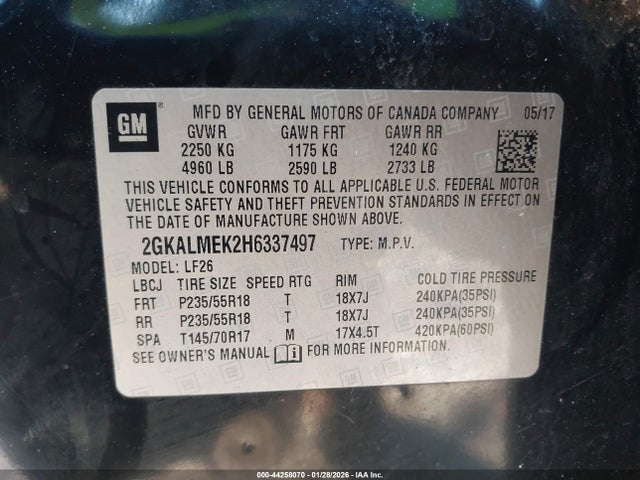 GM
®
MFD BY GENERAL MOTORS OF CANADA COMPANY 05/17
GVWR GAWR FRT GAWR RR
2250 KG 1175 KG 1240 KG
4960 LB 2590 LB 2733 LB
THIS VEHICLE CONFORMS TO ALL APPLICABLE U.S. FEDERAL MOTOR
VEHICLE SAFETY AND THEFT PREVENTION STANDARDS IN EFFECT ON
THE DATE OF MANUFACTURE SHOWN ABOVE.
2GKALMEK2H6337497 TYPE: M.P.V.
MODEL: LF26
LBCJ TIRE SIZE SPEED RTG RIM COLD TIRE PRESSURE
FRT P235/55R18 T 18X7J 240KPA(35PSI)
RR P235/55R18 T 18X7J 240KPA(35PSI)
SPA T145/70R17 M 17X4.5T 420KPA(60PSI)
SEE OWNER'S MANUAL FOR MORE INFORMATION.
000-44258070 - 01/28/2026 - IAA Inc.